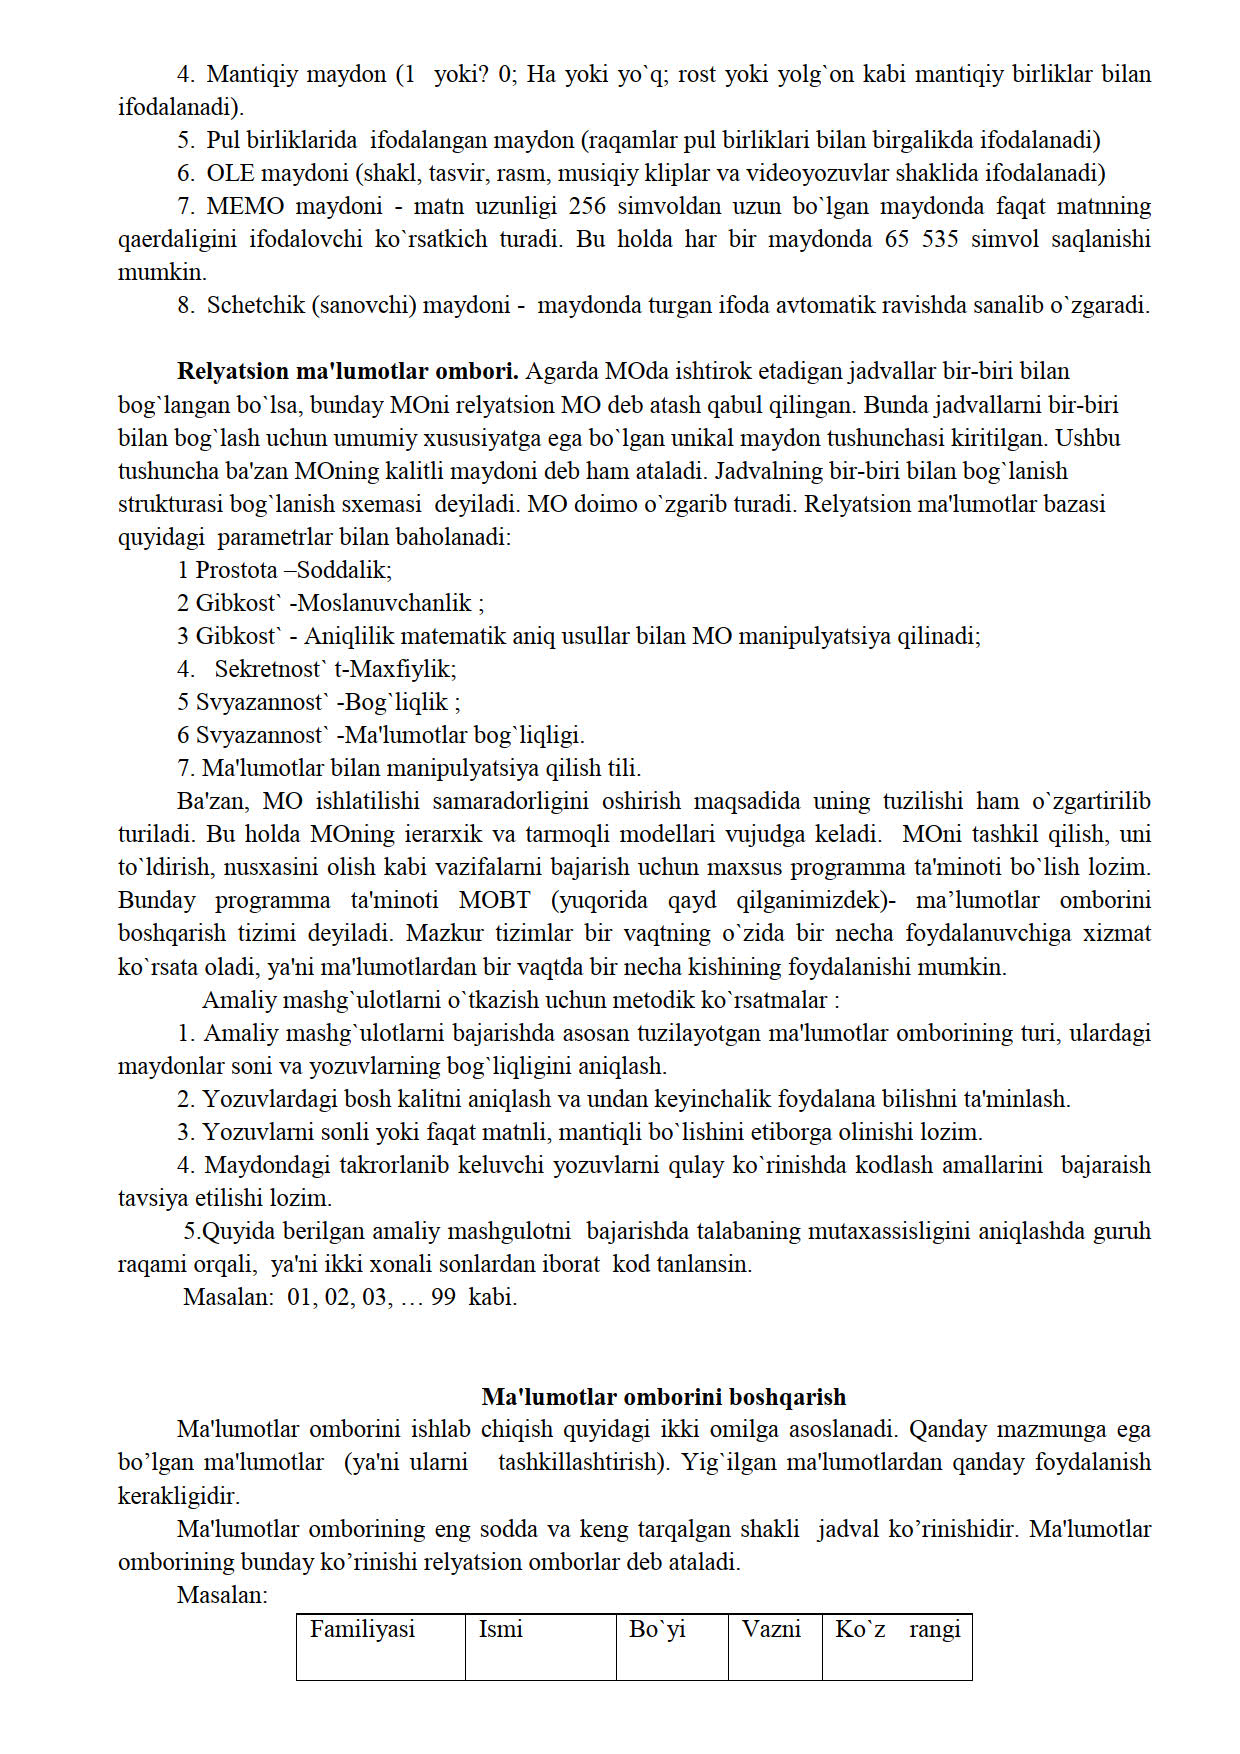 4. Mantiqiy maydon (1 yoki? 0; Ha yoki yo`q; rost yoki yolg`on kabi mantiqiy birliklar bilan
ifodalanadi).
5. Pul birliklarida ifodalangan maydon (raqamlar pul birliklari bilan birgalikda ifodalanadi)
6. OLE maydoni (shakl, tasvir, rasm, musiqiy kliplar va videoyozuvlar shaklida ifodalanadi)
7. MEMO maydoni - matn uzunligi 256 simvoldan uzun bo`lgan maydonda faqat matnning
qaerdaligini ifodalovchi ko`rsatkich turadi. Bu holda har bir maydonda 65 535 simvol saqlanishi
mumkin.
8. Schetchik (sanovchi) maydoni - maydonda turgan ifoda avtomatik ravishda sanalib o`zgaradi.
Relyatsion ma'lumotlar ombori. Agarda MOda ishtirok etadigan jadvallar bir-biri bilan
bog`langan bo`lsa, bunday MOni relyatsion MO deb atash qabul qilingan. Bunda jadvallarni bir-biri
bilan bog`lash uchun umumiy xususiyatga ega bo`lgan unikal maydon tushunchasi kiritilgan. Ushbu
tushuncha ba'zan MOning kalitli maydoni deb ham ataladi. Jadvalning bir-biri bilan bog`lanish
strukturasi bog`lanish sxemasi deyiladi. MO doimo o`zgarib turadi. Relyatsion ma'lumotlar bazasi
quyidagi parametrlar bilan baholanadi:
1 Prostota –Soddalik;
2 Gibkost` -Moslanuvchanlik ;
3 Gibkost` - Aniqlilik matematik aniq usullar bilan MO manipulyatsiya qilinadi;
4. Sekretnost` t-Maxfiylik;
5 Svyazannost` -Bog`liqlik ;
6 Svyazannost` -Ma'lumotlar bog`liqligi.
7. Ma'lumotlar bilan manipulyatsiya qilish tili.
Ba'zan, MO ishlatilishi samaradorligini oshirish maqsadida uning tuzilishi ham o`zgartirilib
turiladi. Bu holda MOning ierarxik va tarmoqli modellari vujudga keladi. MOni tashkil qilish, uni
to`ldirish, nusxasini olish kabi vazifalarni bajarish uchun maxsus programma ta'minoti bo`lish lozim.
Bunday programma ta'minoti MOBT (yuqorida qayd qilganimizdek)- ma’lumotlar omborini
boshqarish tizimi deyiladi. Mazkur tizimlar bir vaqtning o`zida bir necha foydalanuvchiga xizmat
ko`rsata oladi, ya'ni ma'lumotlardan bir vaqtda bir necha kishining foydalanishi mumkin.
Amaliy mashg`ulotlarni o`tkazish uchun metodik ko`rsatmalar :
1. Amaliy mashg`ulotlarni bajarishda asosan tuzilayotgan ma'lumotlar omborining turi, ulardagi
maydonlar soni va yozuvlarning bog`liqligini aniqlash.
2. Yozuvlardagi bosh kalitni aniqlash va undan keyinchalik foydalana bilishni ta'minlash.
3. Yozuvlarni sonli yoki faqat matnli, mantiqli bo`lishini etiborga olinishi lozim.
4. Maydondagi takrorlanib keluvchi yozuvlarni qulay ko`rinishda kodlash amallarini bajaraish
tavsiya etilishi lozim.
5.Quyida berilgan amaliy mashgulotni bajarishda talabaning mutaxassisligini aniqlashda guruh
raqami orqali, ya'ni ikki xonali sonlardan iborat kod tanlansin.
Masalan: 01, 02, 03, … 99 kabi.
Ma'lumotlar omborini boshqarish
Ma'lumotlar omborini ishlab chiqish quyidagi ikki omilga asoslanadi. Qanday mazmunga ega
bo’lgan ma'lumotlar (ya'ni ularni tashkillashtirish). Yig`ilgan ma'lumotlardan qanday foydalanish
kerakligidir.
Ma'lumotlar omborining eng sodda va keng tarqalgan shakli jadval ko’rinishidir. Ma'lumotlar
omborining bunday ko’rinishi relyatsion omborlar deb ataladi.
Masalan:
Familiyasi Ismi Bo`yi Vazni Ko`z rangi